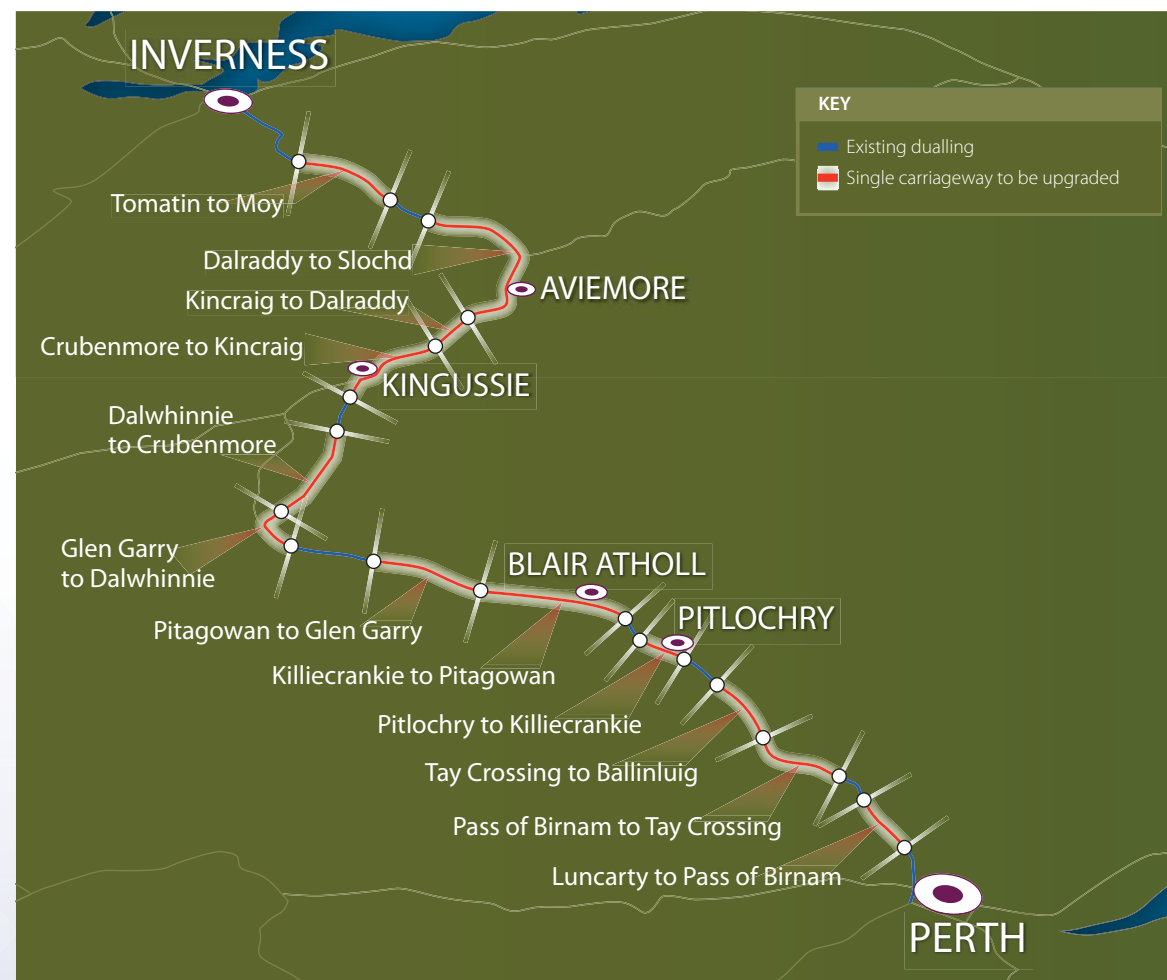 INVERNESS
KEY
Existing dualling
Single carriageway to be upgraded
Tomatin to Moy
Dalraddy to Slochd
AVIEMORE
Kincraig to Dalraddy
Crubenmore to Kincraig
KINGUSSIE
Dalwhinnie
to Crubenmore
Glen Garry
to Dalwhinnie
BLAIR ATHOLL
PITLOCHRY
Pitagowan to Glen Garry
Killiecrankie to Pitagowan
Pitlochry to Killiecrankie
Tay Crossing to Ballinluig
Pass of Birnam to Tay Crossing
Luncarty to Pass of Birnam
PERTH